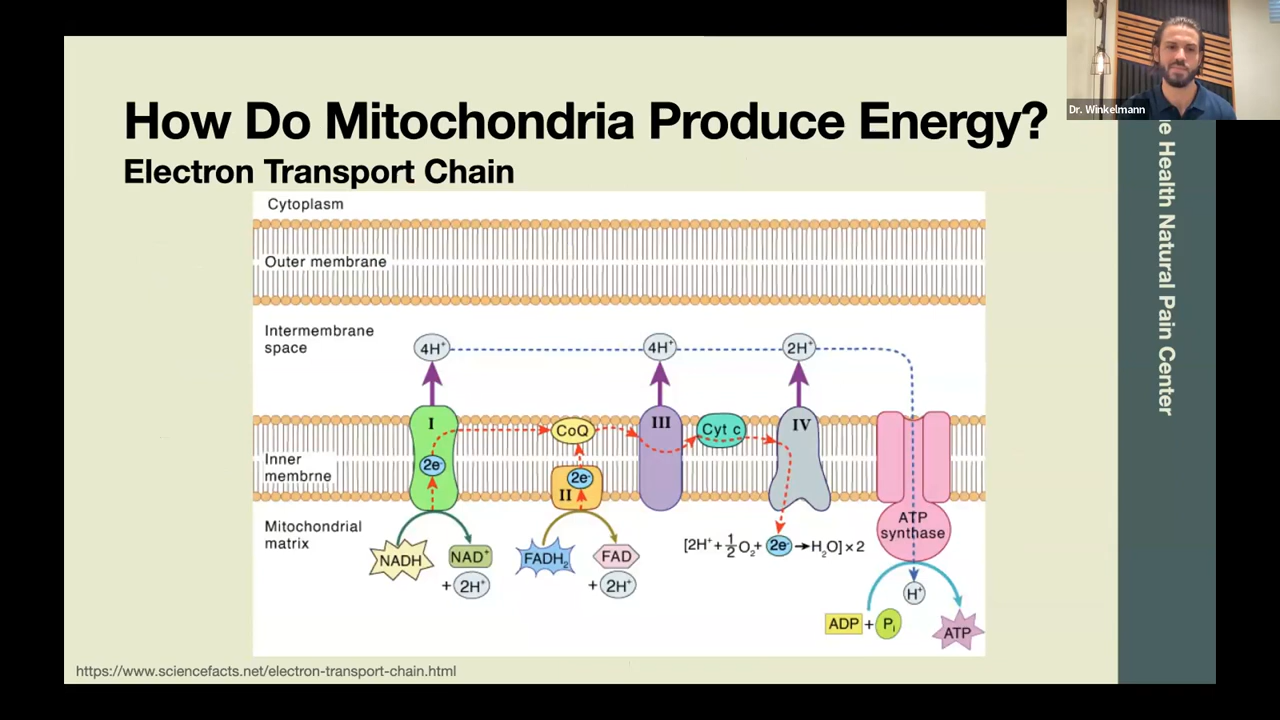 How Do Mitochondria Produce Energy?
Electron Transport Chain
Dr. Winkelmann
Health Natural Pain Center
Cytoplasm
Outer membrane
Intermembrane
space
4H⁺
4H⁺
2H⁺
I
CoQ
III
Cyt c
IV
2e⁻
2e⁻
II
Inner
membrne
Mitochondrial
matrix
NADH
NAD⁺
+ 2H⁺
FADH₂
FAD
+ 2H⁺
[2H⁺ + ½O₂ + 2e⁻ → H₂O] × 2
ATP
synthase
H⁺
ADP + Pᵢ
ATP
https://www.sciencefacts.net/electron-transport-chain.html